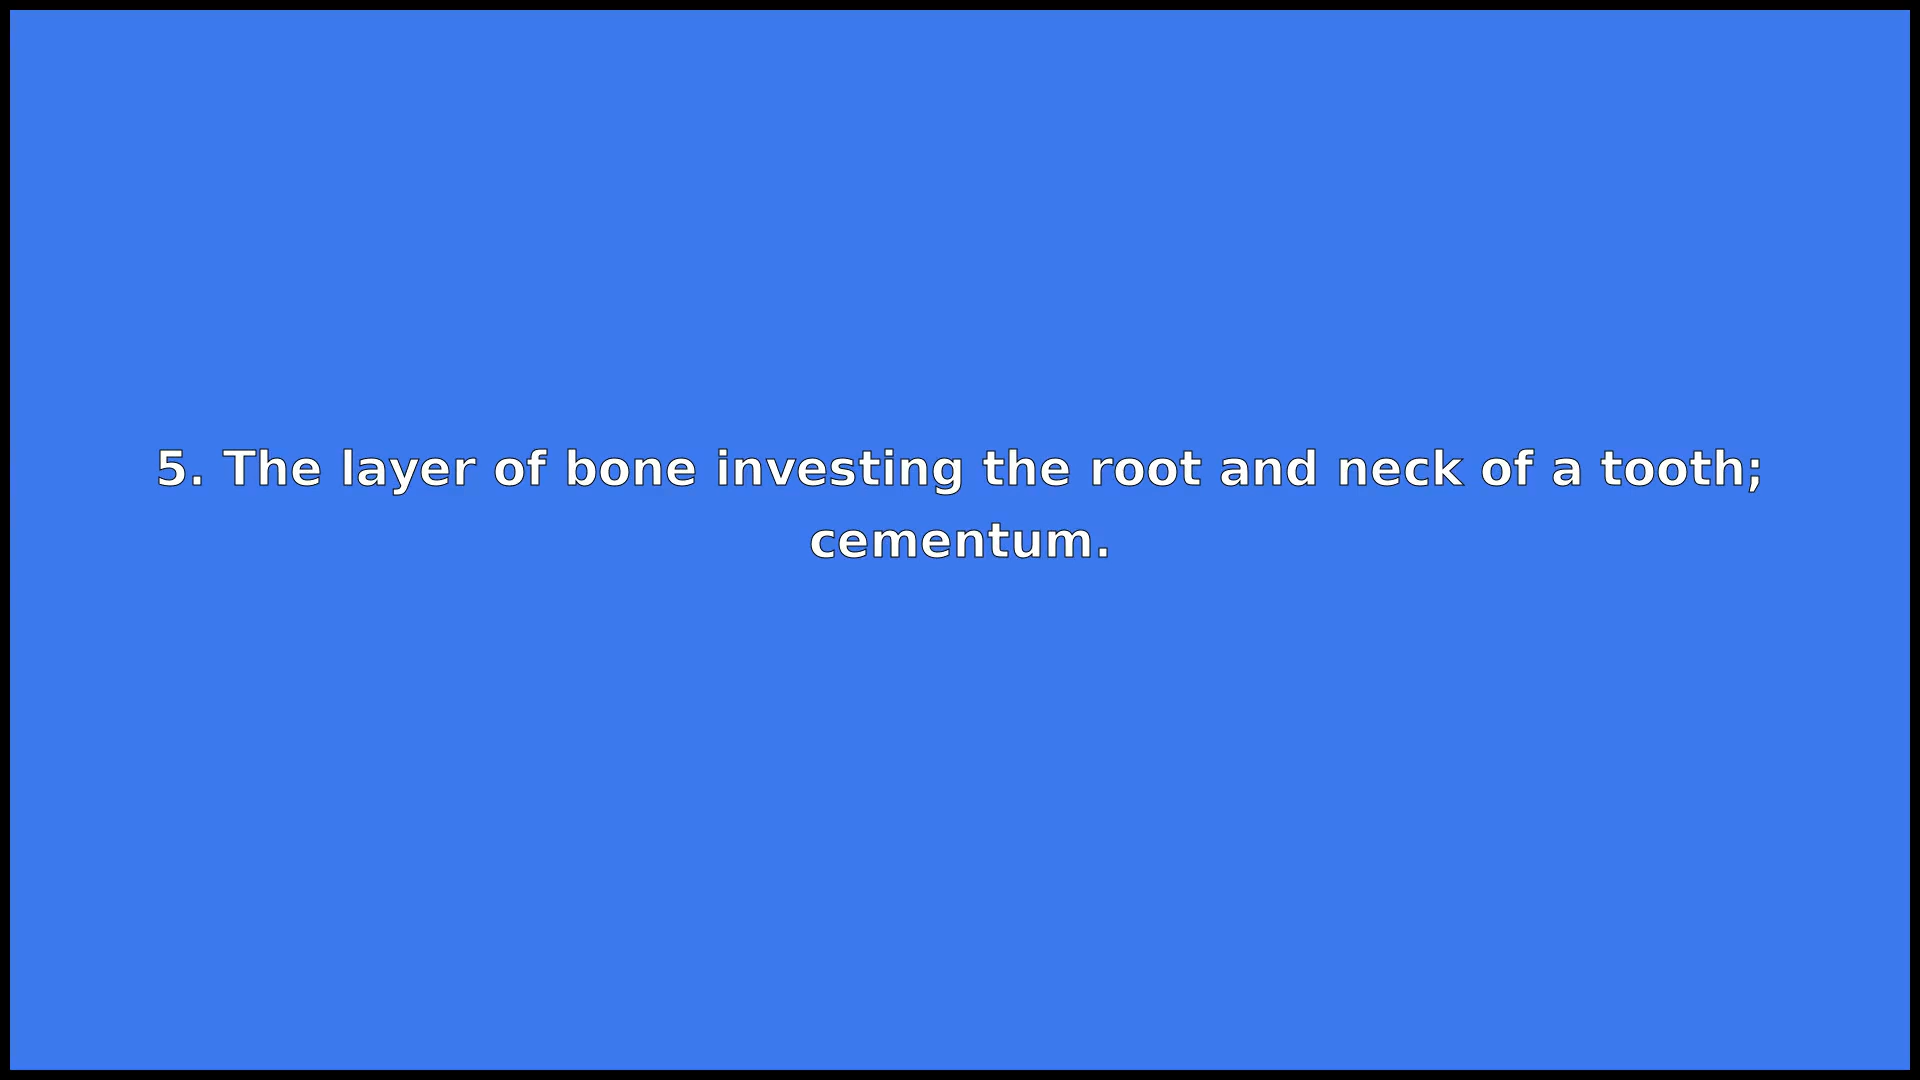 5. The layer of bone investing the root and neck of a tooth;
cementum.